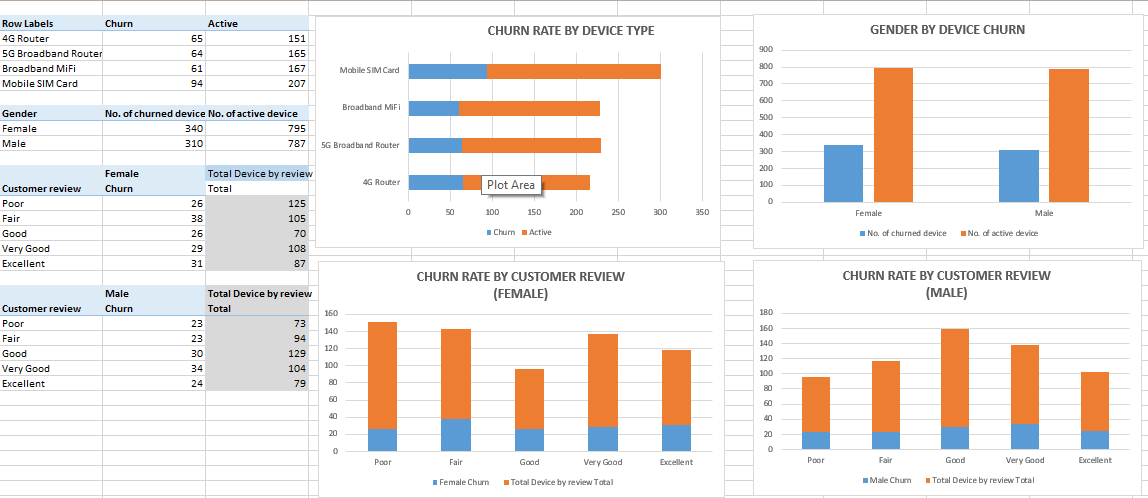 Row Labels Churn Active
4G Router 65 151
5G Broadband Router 64 165
Broadband MiFi 61 167
Mobile SIM Card 94 207
Gender No. of churned device No. of active device
Female 340 795
Male 310 787
Female Total Device by review
Customer review Churn Total
Poor 26 125
Fair 38 105
Good 26 70
Very Good 29 108
Excellent 31 87
Male Total Device by review
Customer review Churn Total
Poor 23 73
Fair 23 94
Good 30 129
Very Good 34 104
Excellent 24 79
CHURN RATE BY DEVICE TYPE
Mobile SIM Card
Broadband MiFi
5G Broadband Router
4G Router
Plot Area
0 50 100 150 200 250 300 350
Churn Active
GENDER BY DEVICE CHURN
900
800
700
600
500
400
300
200
100
0
Female Male
No. of churned device No. of active device
CHURN RATE BY CUSTOMER REVIEW
(FEMALE)
160
140
120
100
80
60
40
20
0
Poor Fair Good Very Good Excellent
Female Churn Total Device by review Total
CHURN RATE BY CUSTOMER REVIEW
(MALE)
180
160
140
120
100
80
60
40
20
0
Poor Fair Good Very Good Excellent
Male Churn Total Device by review Total